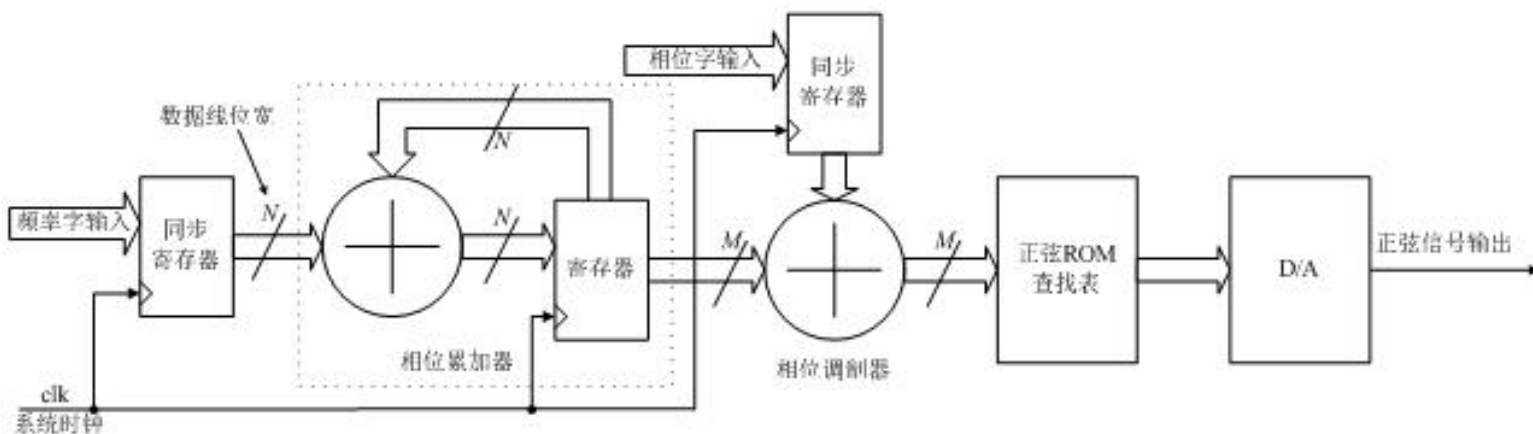 相位字输入
同步
寄存器
数据线位宽
N
频率字输入
同步
寄存器
N
N
寄存器
M
M
正弦ROM
查找表
D/A
正弦信号输出
相位累加器
相位调制器
clk
系统时钟